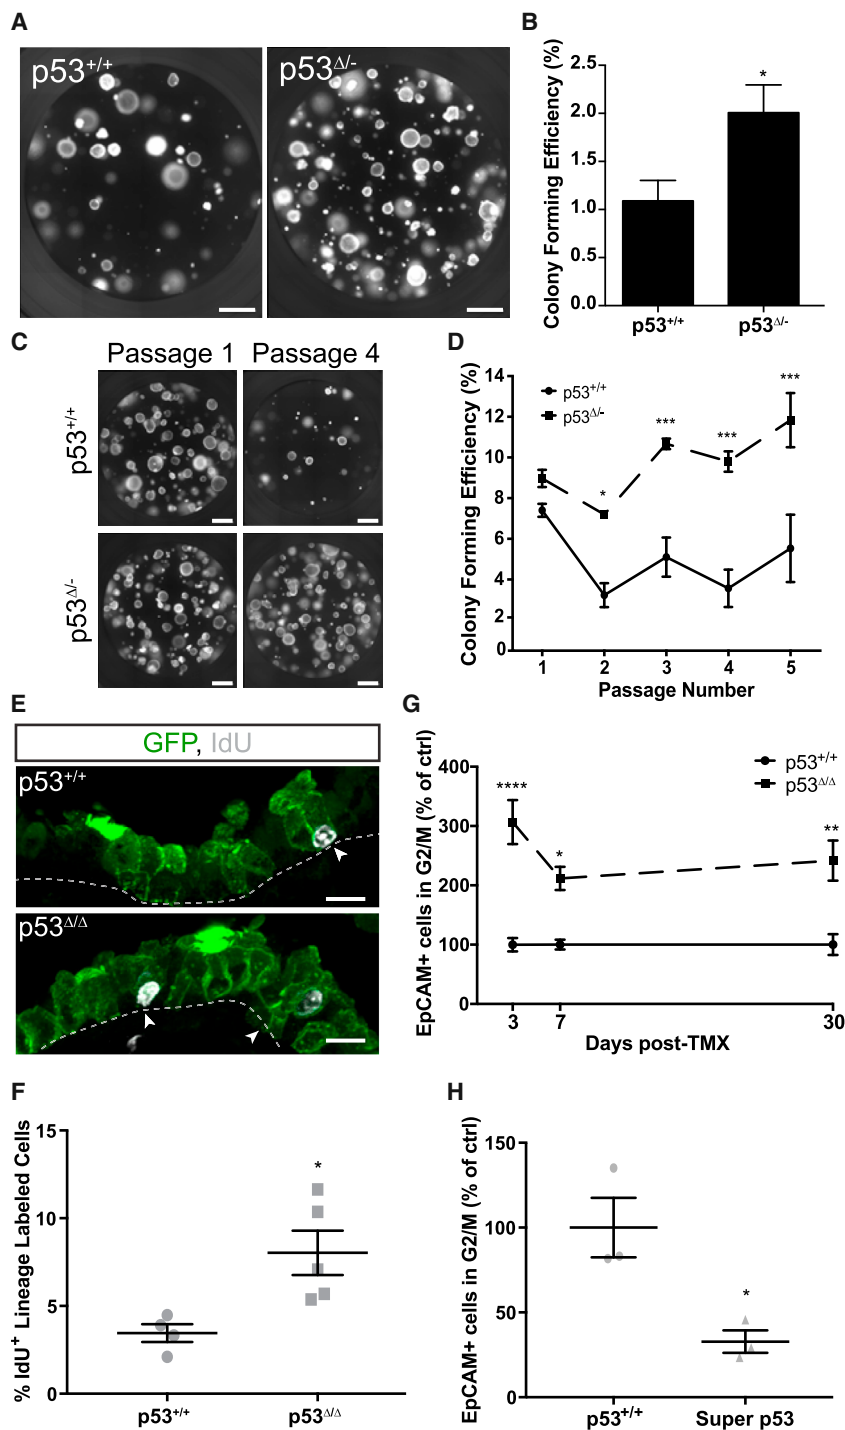 A
p53+/+
p53Δ/-
B
Colony Forming Efficiency (%)
2.5
2.0
1.5
1.0
0.5
0.0
*
p53+/+
p53Δ/-
C
Passage 1
Passage 4
p53+/+
p53Δ/-
D
Colony Forming Efficiency (%)
14
12
10
8
6
4
2
0
p53+/+
p53Δ/-
*
***
***
***
1 2 3 4 5
Passage Number
E
GFP, IdU
p53+/+
p53Δ/Δ
G
EpCAM+ cells in G2/M (% of ctrl)
400
300
200
100
0
p53+/+
p53Δ/Δ
****
*
**
3 7 30
Days post-TMX
F
% IdU+ Lineage Labeled Cells
15
10
5
0
*
p53+/+
p53Δ/Δ
H
EpCAM+ cells in G2/M (% of ctrl)
150
100
50
0
*
p53+/+
Super p53